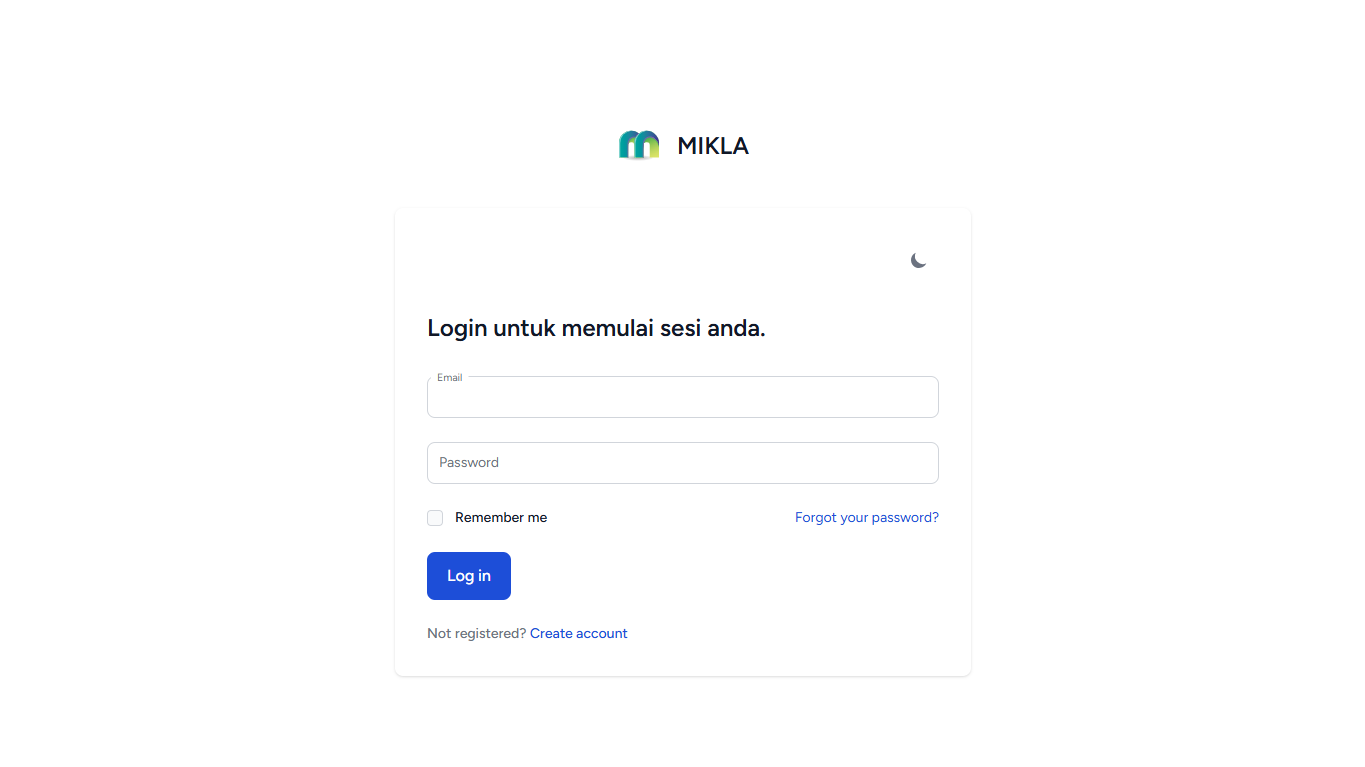 MIKLA
Login untuk memulai sesi anda.
Email
Password
Remember me
Forgot your password?
Log in
Not registered? Create account